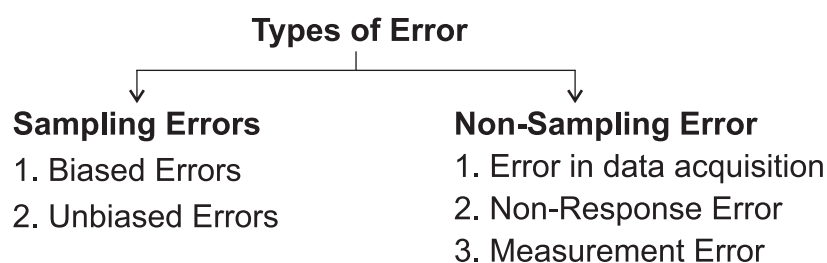 Types of Error
Sampling Errors
1. Biased Errors
2. Unbiased Errors
Non-Sampling Error
1. Error in data acquisition
2. Non-Response Error
3. Measurement Error